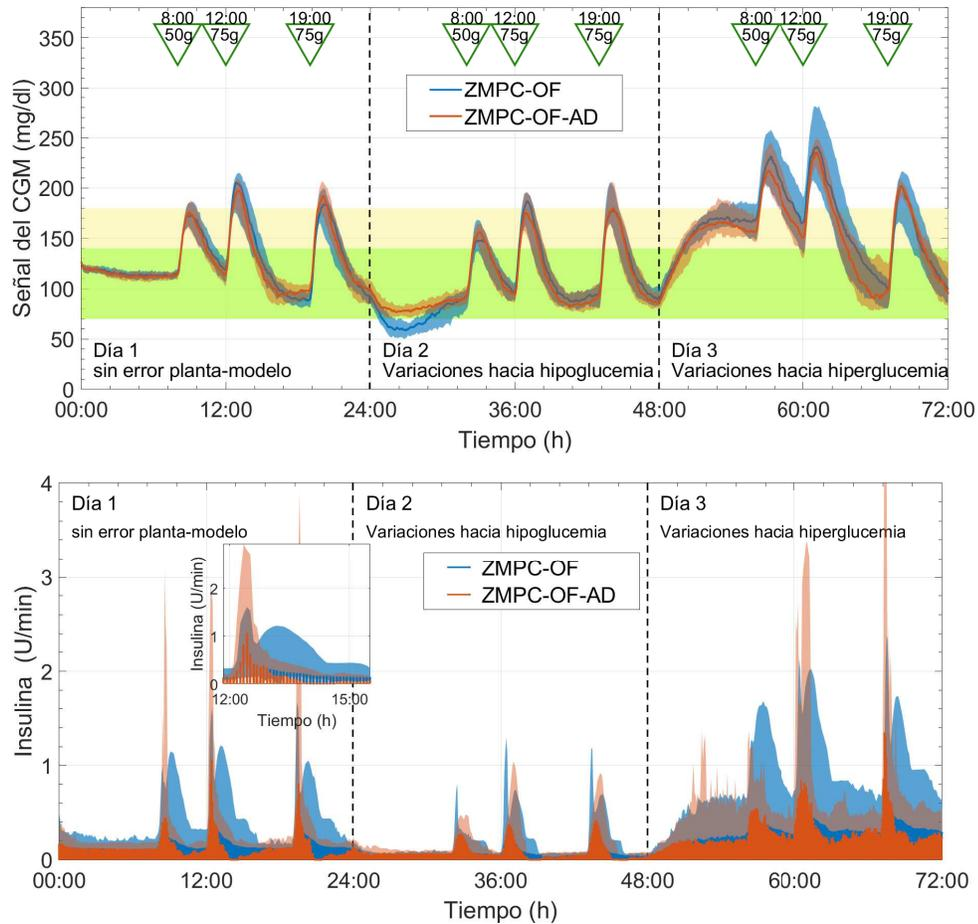 8:00 12:00 19:00 8:00 12:00 19:00 8:00 12:00 19:00
50g 75g 75g 50g 75g 75g 50g 75g 75g
350
300
250
200
150
100
50
0
Señal del CGM (mg/dl)
ZMPC-OF
ZMPC-OF-AD
Día 1
sin error planta-modelo
Día 2
Variaciones hacia hipoglucemia
Día 3
Variaciones hacia hiperglucemia
00:00 12:00 24:00 36:00 48:00 60:00 72:00
Tiempo (h)
4
3
2
1
0
Insulina (U/min)
Día 1
sin error planta-modelo
Día 2
Variaciones hacia hipoglucemia
Día 3
Variaciones hacia hiperglucemia
ZMPC-OF
ZMPC-OF-AD
Insulina (U/min)
2
1
0
12:00 15:00
Tiempo (h)
00:00 12:00 24:00 36:00 48:00 60:00 72:00
Tiempo (h)